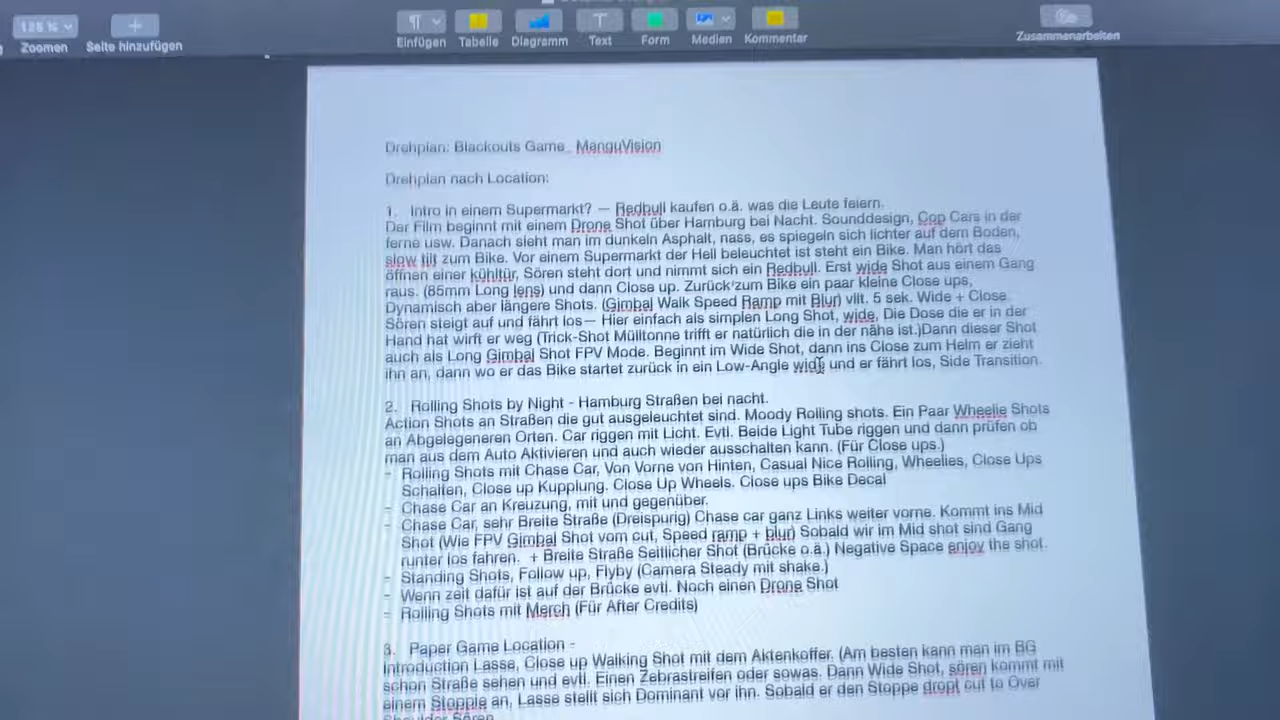 125 %
Zoomen
Seite hinzufügen
Einfügen
Tabelle
Diagramm
Text
Form
Medien
Kommentar
Zusammenarbeiten
Drehplan: Blackouts Game_ ManguVision
Drehplan nach Location:
1. Intro in einem Supermarkt? — Redbull kaufen o.ä. was die Leute feiern.
Der Film beginnt mit einem Drone Shot über Hamburg bei Nacht. Sounddesign, Cop Cars in der
ferne usw. Danach sieht man im dunkeln Asphalt, nass, es spiegeln sich lichter auf dem Boden,
slow tilt zum Bike. Vor einem Supermarkt der Hell beleuchtet ist steht ein Bike. Man hört das
öffnen einer kühltür, Sören steht dort und nimmt sich ein Redbull. Erst wide Shot aus einem Gang
raus. (85mm Long lens) und dann Close up. Zurück zum Bike ein paar kleine Close ups,
Dynamisch aber längere Shots. (Gimbal Walk Speed Ramp mit Blur) vllt. 5 sek. Wide + Close
Sören steigt auf und fährt los— Hier einfach als simplen Long Shot, wide, Die Dose die er in der
Hand hat wirft er weg (Trick-Shot Mülltonne trifft er natürlich die in der nähe ist.)Dann dieser Shot
auch als Long Gimbal Shot FPV Mode. Beginnt im Wide Shot, dann ins Close zum Helm er zieht
ihn an, dann wo er das Bike startet zurück in ein Low-Angle wide und er fährt los, Side Transition.
2. Rolling Shots by Night - Hamburg Straßen bei nacht.
Action Shots an Straßen die gut ausgeleuchtet sind. Moody Rolling shots. Ein Paar Wheelie Shots
an Abgelegeneren Orten. Car riggen mit Licht. Evtl. Beide Light Tube riggen und dann prüfen ob
man aus dem Auto Aktivieren und auch wieder ausschalten kann. (Für Close ups.)
- Rolling Shots mit Chase Car, Von Vorne von Hinten, Casual Nice Rolling, Wheelies, Close Ups
Schalten, Close up Kupplung. Close Up Wheels. Close ups Bike Decal
- Chase Car an Kreuzung, mit und gegenüber.
- Chase Car, sehr Breite Straße (Dreispurig) Chase car ganz Links weiter vorne. Kommt ins Mid
Shot (Wie FPV Gimbal Shot vom cut, Speed ramp + blur) Sobald wir im Mid shot sind Gang
runter los fahren. + Breite Straße Seitlicher Shot (Brücke o.ä.) Negative Space enjoy the shot.
- Standing Shots, Follow up, Flyby (Camera Steady mit shake.)
- Wenn zeit dafür ist auf der Brücke evtl. Noch einen Drone Shot
- Rolling Shots mit Merch (Für After Credits)
3. Paper Game Location -
Introduction Lasse, Close up Walking Shot mit dem Aktenkoffer. (Am besten kann man im BG
schon Straße sehen und evtl. Einen Zebrastreifen oder sowas. Dann Wide Shot, sören kommt mit
einem Stoppie an, Lasse stellt sich Dominant vor ihn. Sobald er den Stoppe dropt cut to Over
Shoulder Sören